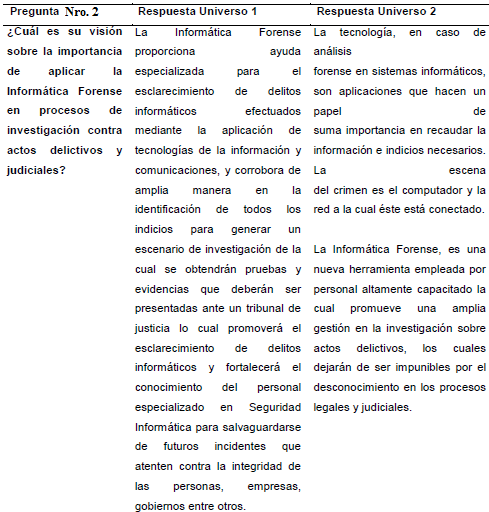 Pregunta Nro. 2
¿Cuál es su visión
sobre la importancia
de aplicar la
Informática Forense
en procesos de
investigación contra
actos delictivos y
judiciales?
Respuesta Universo 1
La Informática Forense
proporciona ayuda
especializada para el
esclarecimiento de delitos
informáticos efectuados
mediante la aplicación de
tecnologías de la información y
comunicaciones, y corrobora de
amplia manera en la
identificación de todos los
indicios para generar un
escenario de investigación de la
cual se obtendrán pruebas y
evidencias que deberán ser
presentadas ante un tribunal de
justicia lo cual promoverá el
esclarecimiento de delitos
informáticos y fortalecerá el
conocimiento del personal
especializado en Seguridad
Informática para salvaguardarse
de futuros incidentes que
atenten contra la integridad de
las personas, empresas,
gobiernos entre otros.
Respuesta Universo 2
La tecnología, en caso de
análisis
forense en sistemas informáticos,
son aplicaciones que hacen un
papel de
suma importancia en recaudar la
información e indicios necesarios.
La escena
del crimen es el computador y la
red a la cual éste está conectado.
La Informática Forense, es una
nueva herramienta empleada por
personal altamente capacitado la
cual promueve una amplia
gestión en la investigación sobre
actos delictivos, los cuales
dejarán de ser impunibles por el
desconocimiento en los procesos
legales y judiciales.